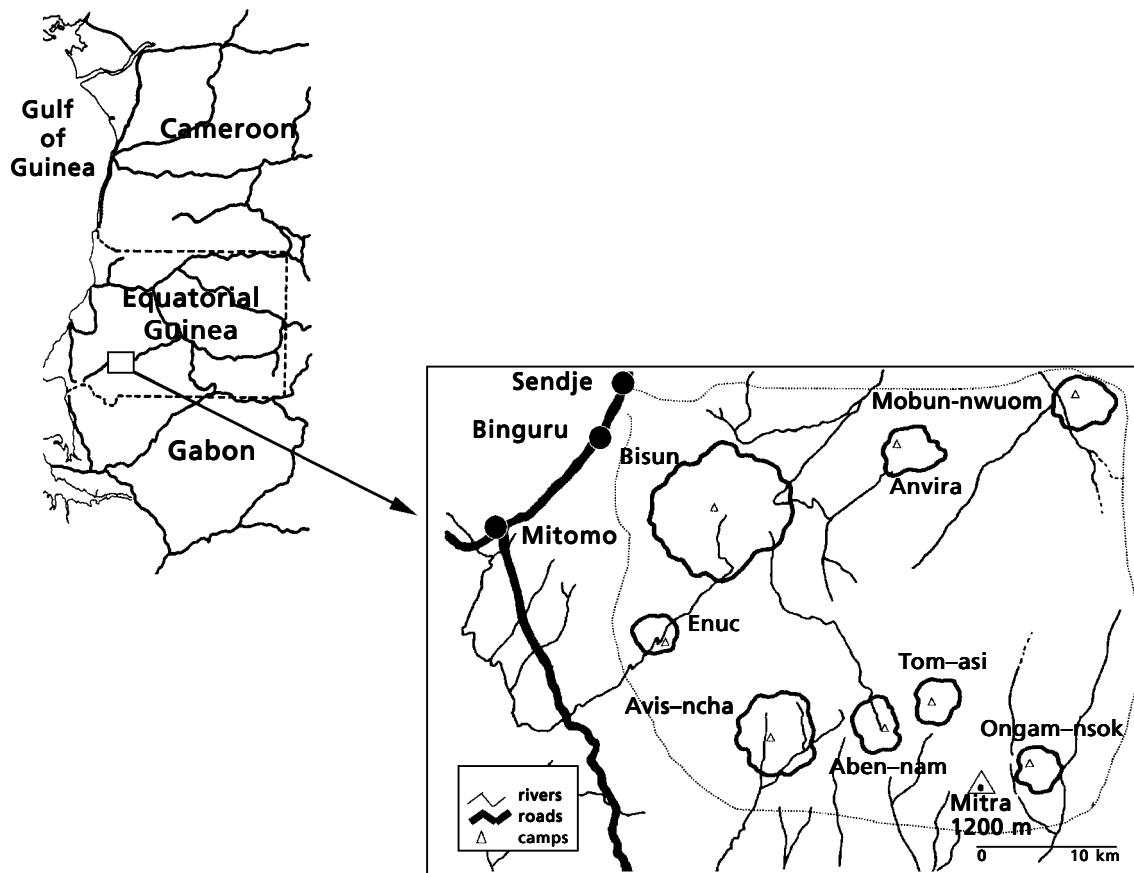 Gulf
of
Guinea
Cameroon
Equatorial
Guinea
Gabon
Sendje
Binguru
Mitomo
Bisun
Mobun-nwuom
Anvira
Enuc
Tom–asi
Avis–ncha
Ongam–nsok
Aben–nam
Mitra
1200 m
rivers
roads
camps
0 10 km